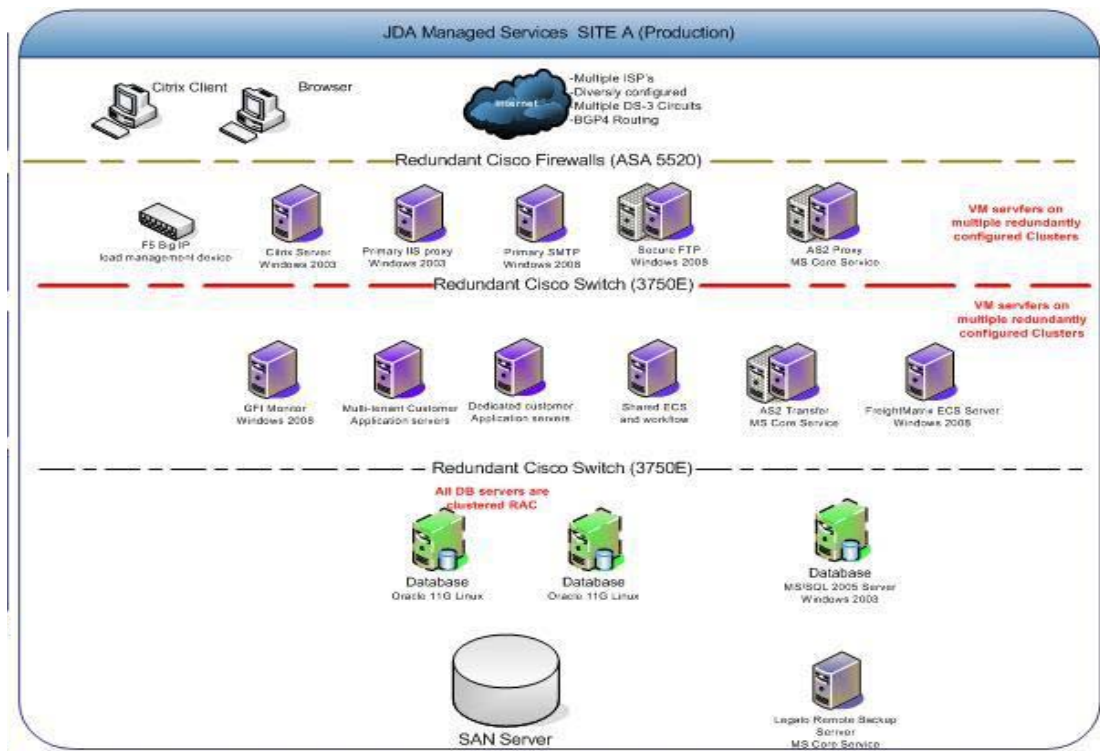 JDA Managed Services  SITE A (Production)
Citrix Client
Browser
internet
-Multiple ISP's
-Diversly configured
-Multiple DS-3 Circuits
-BGP4 Routing
Redundant Cisco Firewalls (ASA 5520)
F5 Big IP
load management device
Citrix Server
Windows 2003
Primary IIS proxy
Windows 2003
Primary SMTP
Windows 2008
Secure FTP
Windows 2008
AS2 Proxy
MS Core Service
VM servfers on
multiple redundantly
configured Clusters
Redundant Cisco Switch (3750E)
VM servfers on
multiple redundantly
configured Clusters
GFI Monitor
Windows 2008
Multi-tenant Customer
Application servers
Dedicated customer
Application servers
Shared ECS
and workflow
AS2 Transfer
MS Core Service
FreightMatrix ECS Server
Windows 2008
Redundant Cisco Switch (3750E)
All DB servers are
clustered RAC
Database
Oracle 11G Linux
Database
Oracle 11G Linux
Database
MS/SQL 2005 Server
Windows 2003
SAN Server
Legato Remote Backup
Server
MS Core Service